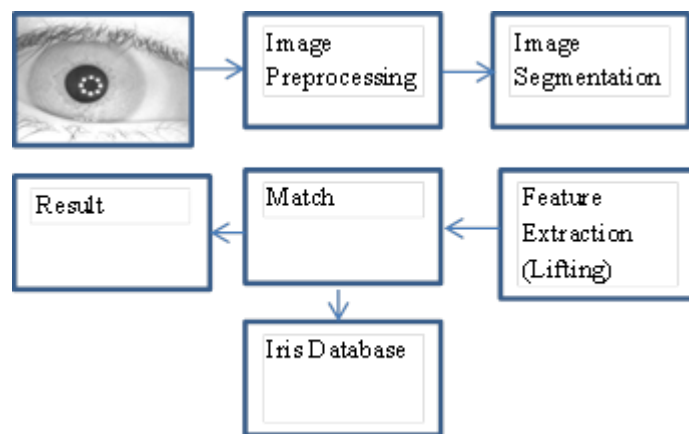 Image
Preprocessing
Image
Segmentation
Result
Match
Feature
Extraction
(Lifting)
Iris Database